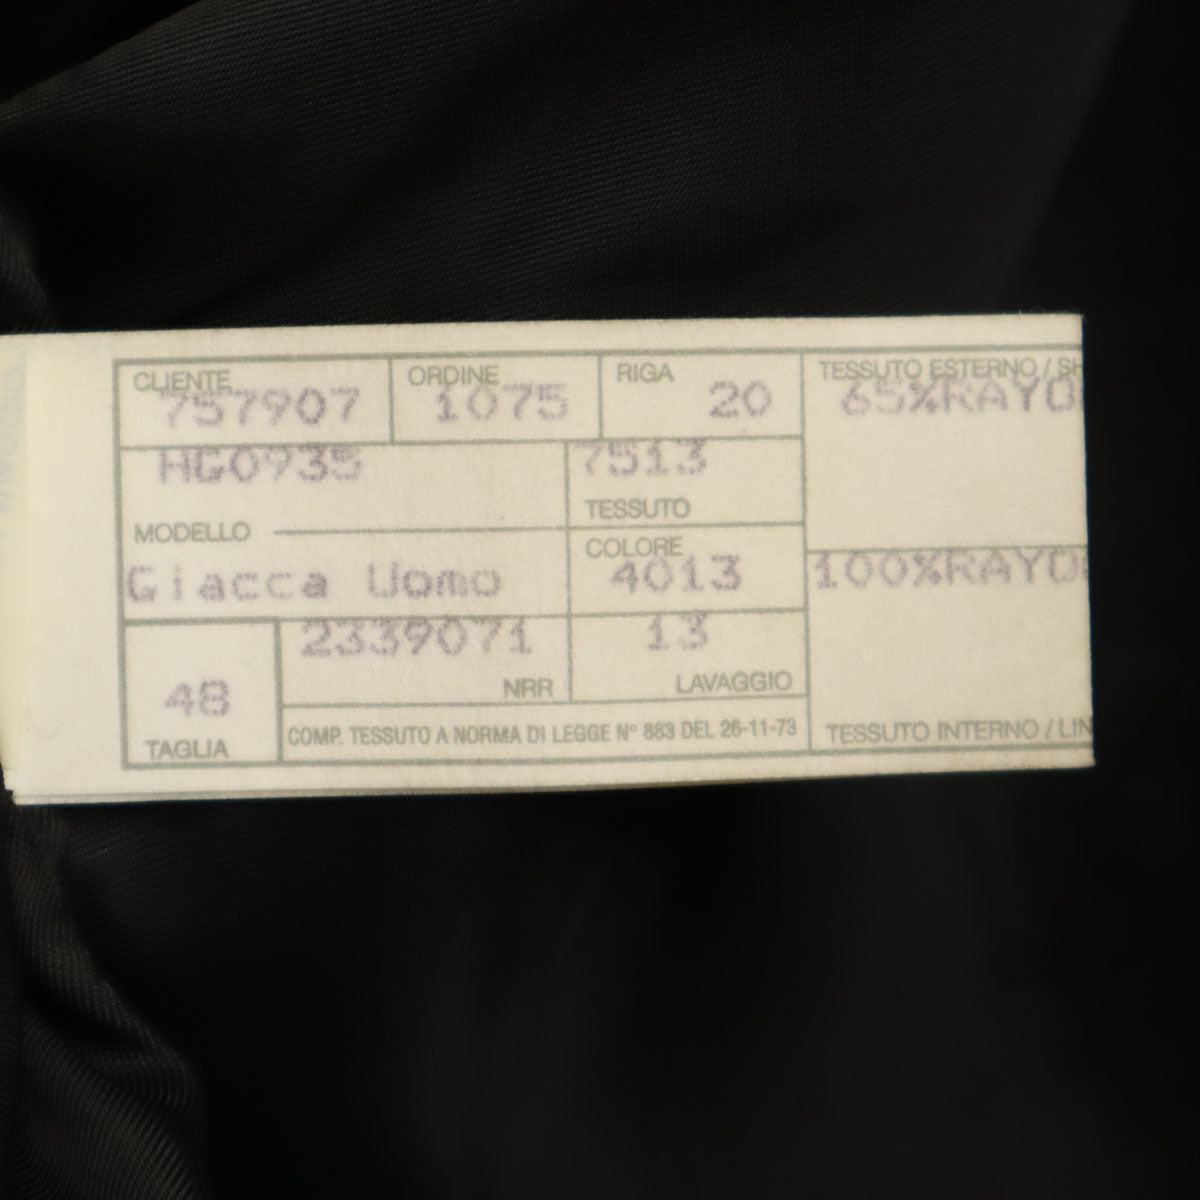 CLIENTE ORDINE RIGA TESSUTO ESTERNO / SH
757907 1075 20 65%RAYO
HG0935 7513
TESSUTO
MODELLO COLORE
Giacca Uomo 4013 100%RAYO
2339071 13
NRR LAVAGGIO
48
COMP. TESSUTO A NORMA DI LEGGE N° 883 DEL 26-11-73 TESSUTO INTERNO / LIN
TAGLIA